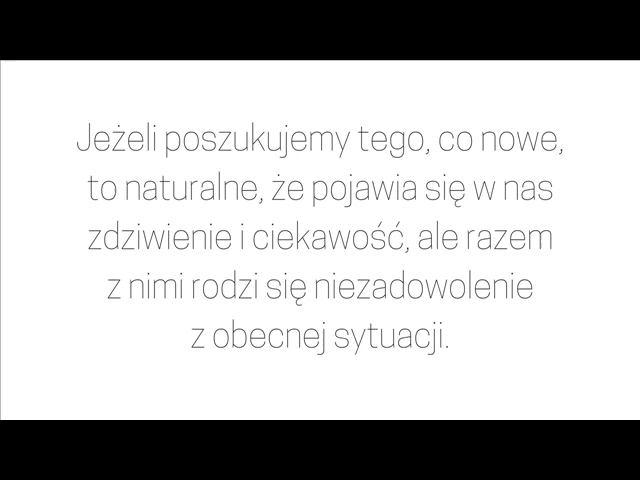 Jeżeli poszukujemy tego, co nowe,
to naturalne, że pojawia się w nas
zdziwienie i ciekawość, ale razem
z nimi rodzi się niezadowolenie
z obecnej sytuacji.